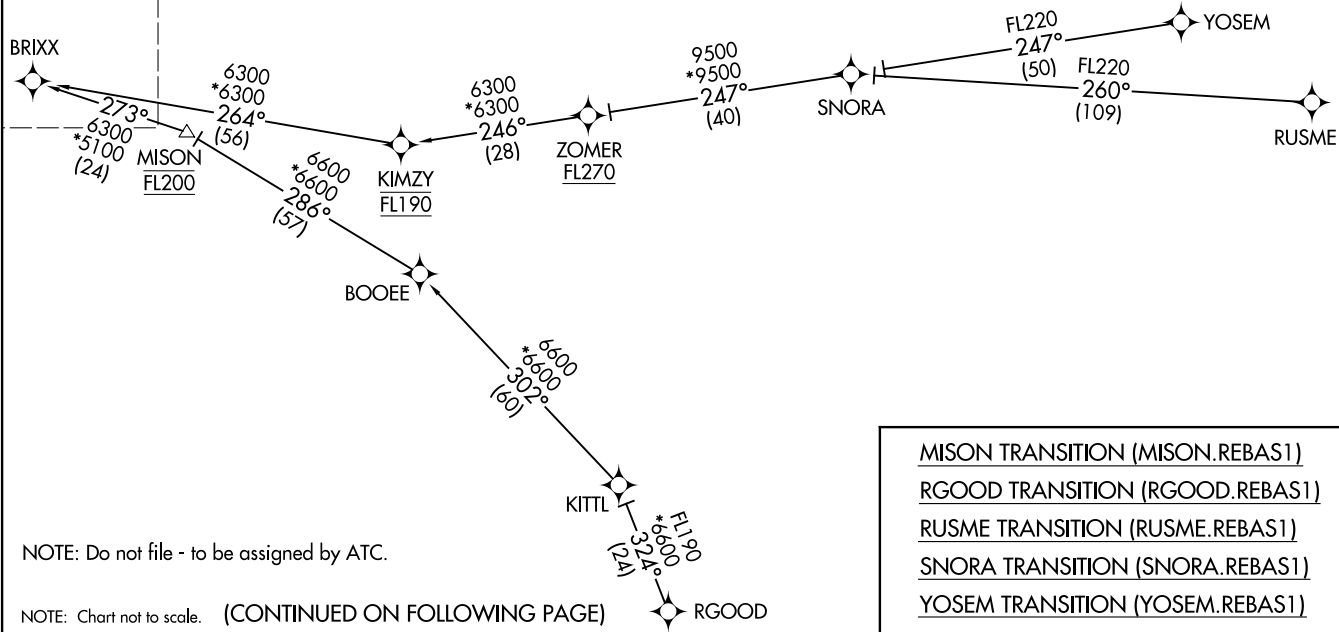 BRIXX
273°
6300
*5100
(24)
MISON
FL200
6300
*6300
264°
(56)
KIMZY
FL190
6300
*6300
246°
(28)
ZOMER
FL270
9500
*9500
247°
(40)
SNORA
FL220
247°
(50)
YOSEM
FL220
260°
(109)
RUSME
6600
*6600
286°
(57)
BOOEE
6600
*6600
302°
(60)
KITTL
FL190
*6600
324°
(24)
RGOOD
NOTE: Do not file - to be assigned by ATC.
NOTE: Chart not to scale.
(CONTINUED ON FOLLOWING PAGE)
MISON TRANSITION (MISON.REBAS1)
RGOOD TRANSITION (RGOOD.REBAS1)
RUSME TRANSITION (RUSME.REBAS1)
SNORA TRANSITION (SNORA.REBAS1)
YOSEM TRANSITION (YOSEM.REBAS1)